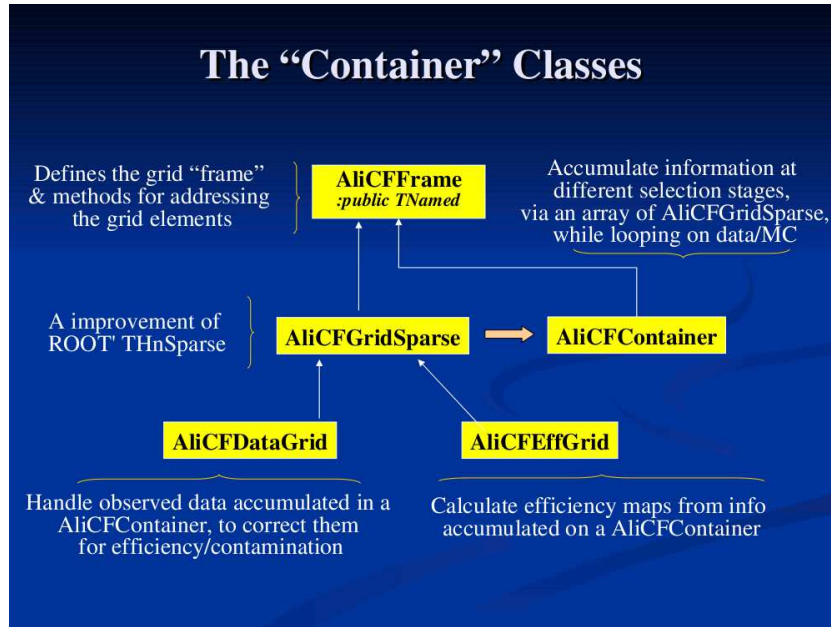 The “Container” Classes
Defines the grid “frame”
& methods for addressing
the grid elements
AliCFFrame
:public TNamed
Accumulate information at
different selection stages,
via an array of AliCFGridSparse,
while looping on data/MC
A improvement of
ROOT' THnSparse
AliCFGridSparse
AliCFContainer
AliCFDataGrid
AliCFEffGrid
Handle observed data accumulated in a
AliCFContainer, to correct them
for efficiency/contamination
Calculate efficiency maps from info
accumulated on a AliCFContainer